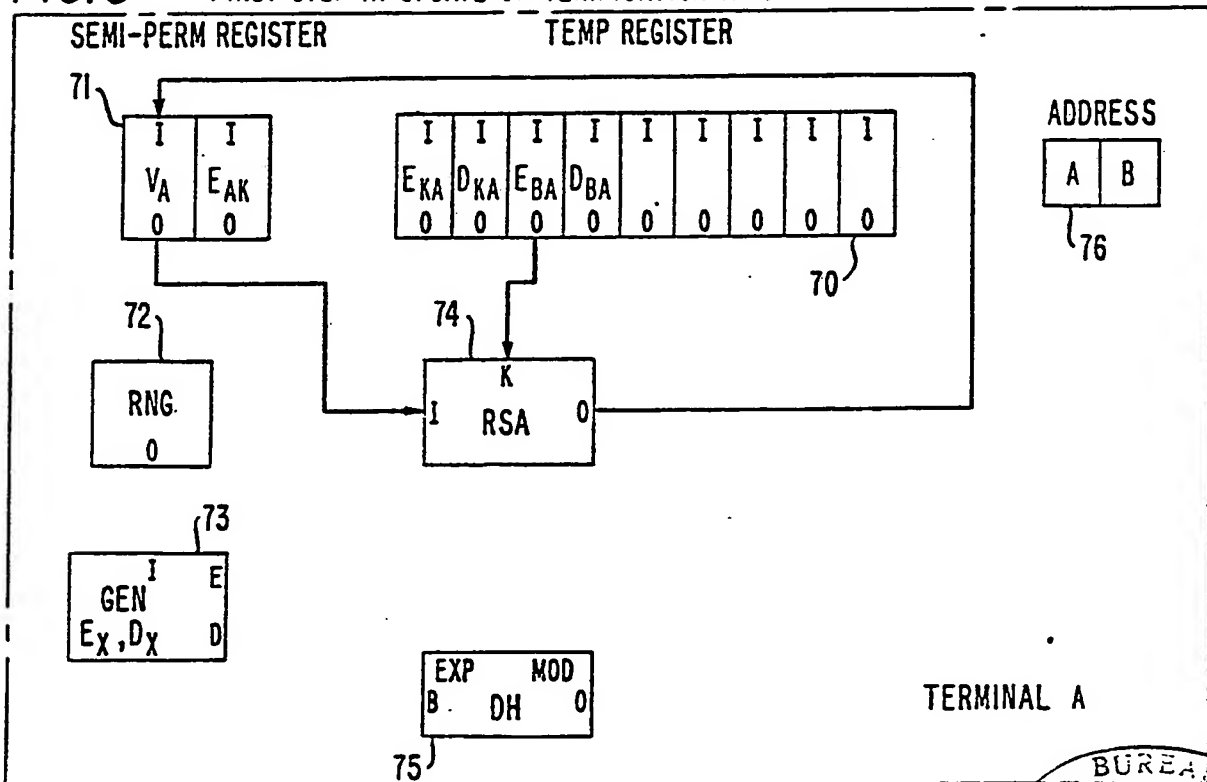 SEMI-PERM REGISTER TEMP REGISTER
71
I I I I I I I I I I I
ADDRESS
V_A E_AK E_KA D_KA E_BA D_BA
A B
0 0 0 0 0 0 0 0 0 0 0
76
70
72 74
K
RNG
I RSA 0
0
73
I E
GEN
E_X, D_X D
EXP MOD
B DH 0
TERMINAL A
75
BUREA